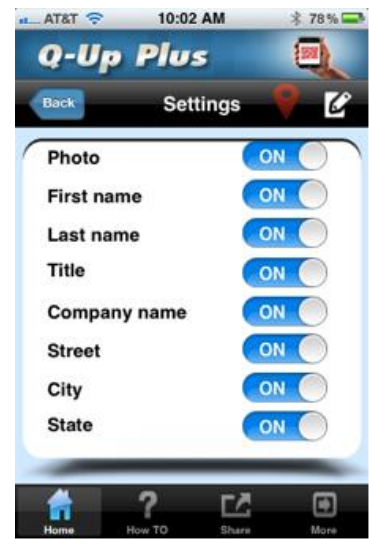 AT&T 10:02 AM 78%
Q-Up Plus
Back Settings
Photo ON
First name ON
Last name ON
Title ON
Company name ON
Street ON
City ON
State ON
Home How TO Share More